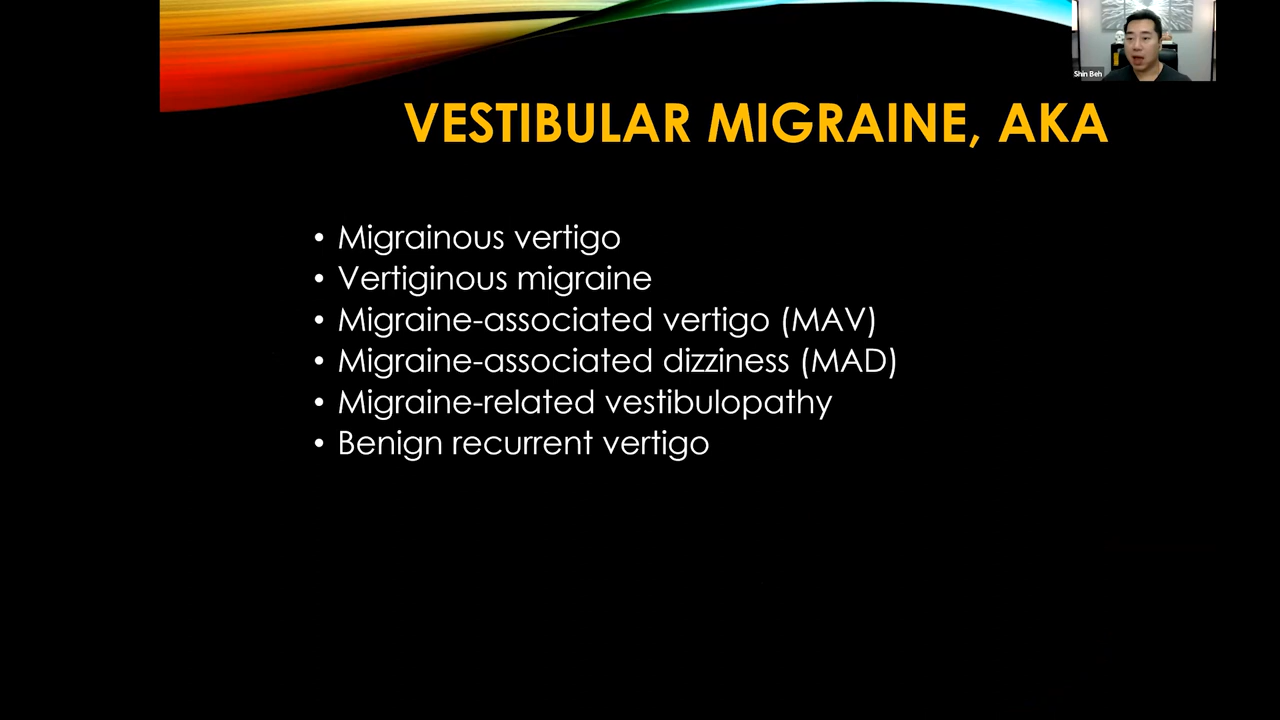 Shin Beh
VESTIBULAR MIGRAINE, AKA
• Migrainous vertigo
• Vertiginous migraine
• Migraine-associated vertigo (MAV)
• Migraine-associated dizziness (MAD)
• Migraine-related vestibulopathy
• Benign recurrent vertigo